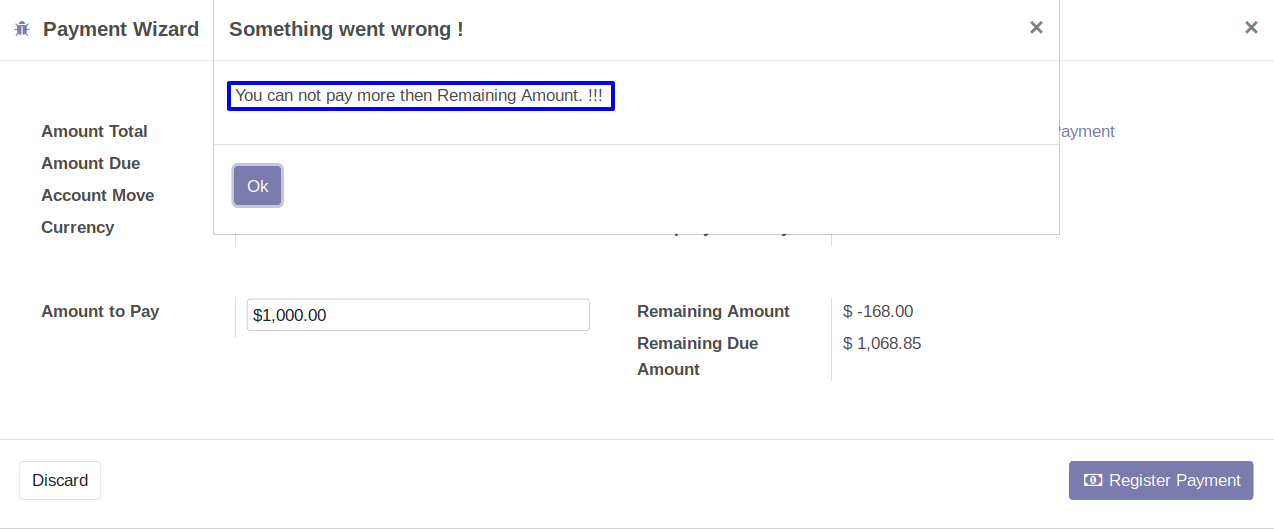 Payment Wizard
Something went wrong !
×
×
You can not pay more then Remaining Amount. !!!
Amount Total
Payment
Amount Due
Account Move
Ok
Currency
Amount to Pay
$1,000.00
Remaining Amount
$ -168.00
Remaining Due
Amount
$ 1,068.85
Discard
Register Payment